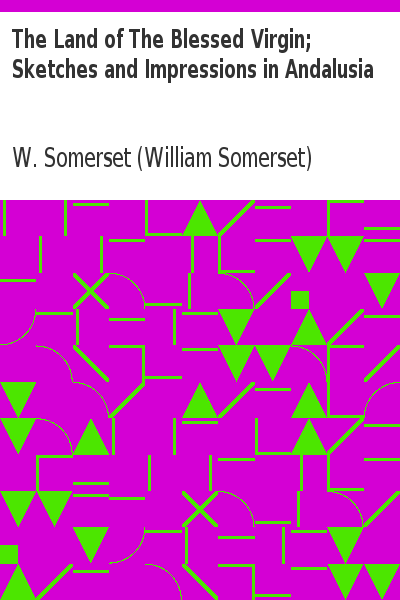 The Land of The Blessed Virgin;
Sketches and Impressions in Andalusia
W. Somerset (William Somerset)